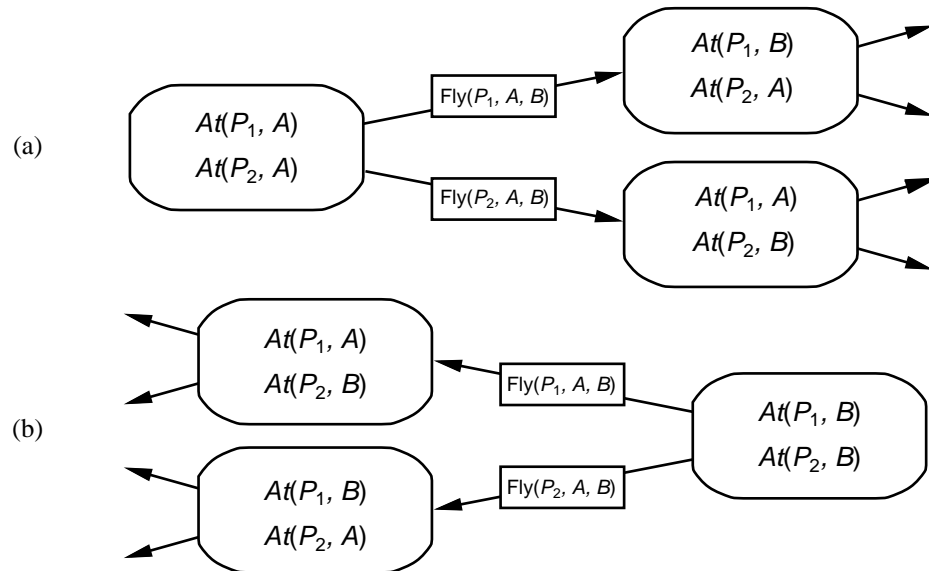 (a)
At(P₁, A)
At(P₂, A)
Fly(P₁, A, B)
Fly(P₂, A, B)
At(P₁, B)
At(P₂, A)
At(P₁, A)
At(P₂, B)
(b)
At(P₁, A)
At(P₂, B)
At(P₁, B)
At(P₂, A)
Fly(P₁, A, B)
Fly(P₂, A, B)
At(P₁, B)
At(P₂, B)